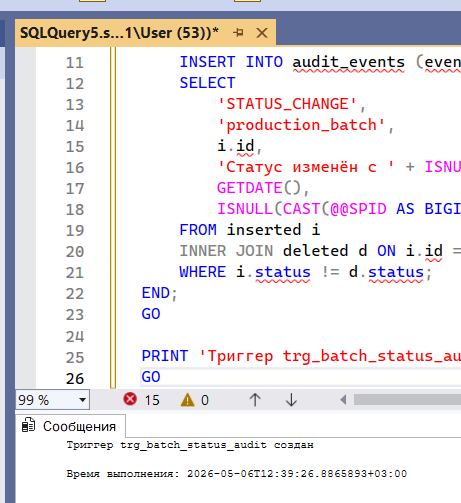 SQLQuery5.s...1\User (53))*
11 INSERT INTO audit_events (even
12 SELECT
13 'STATUS_CHANGE',
14 'production_batch',
15 i.id,
16 'Статус изменён с ' + ISNU
17 GETDATE(),
18 ISNULL(CAST(@@SPID AS BIGI
19 FROM inserted i
20 INNER JOIN deleted d ON i.id =
21 WHERE i.status != d.status;
22 END;
23 GO
24
25 PRINT 'Триггер trg_batch_status_au
26 GO
99 % 15 0
Сообщения
Триггер trg_batch_status_audit создан
Время выполнения: 2026-05-06T12:39:26.8865893+03:00